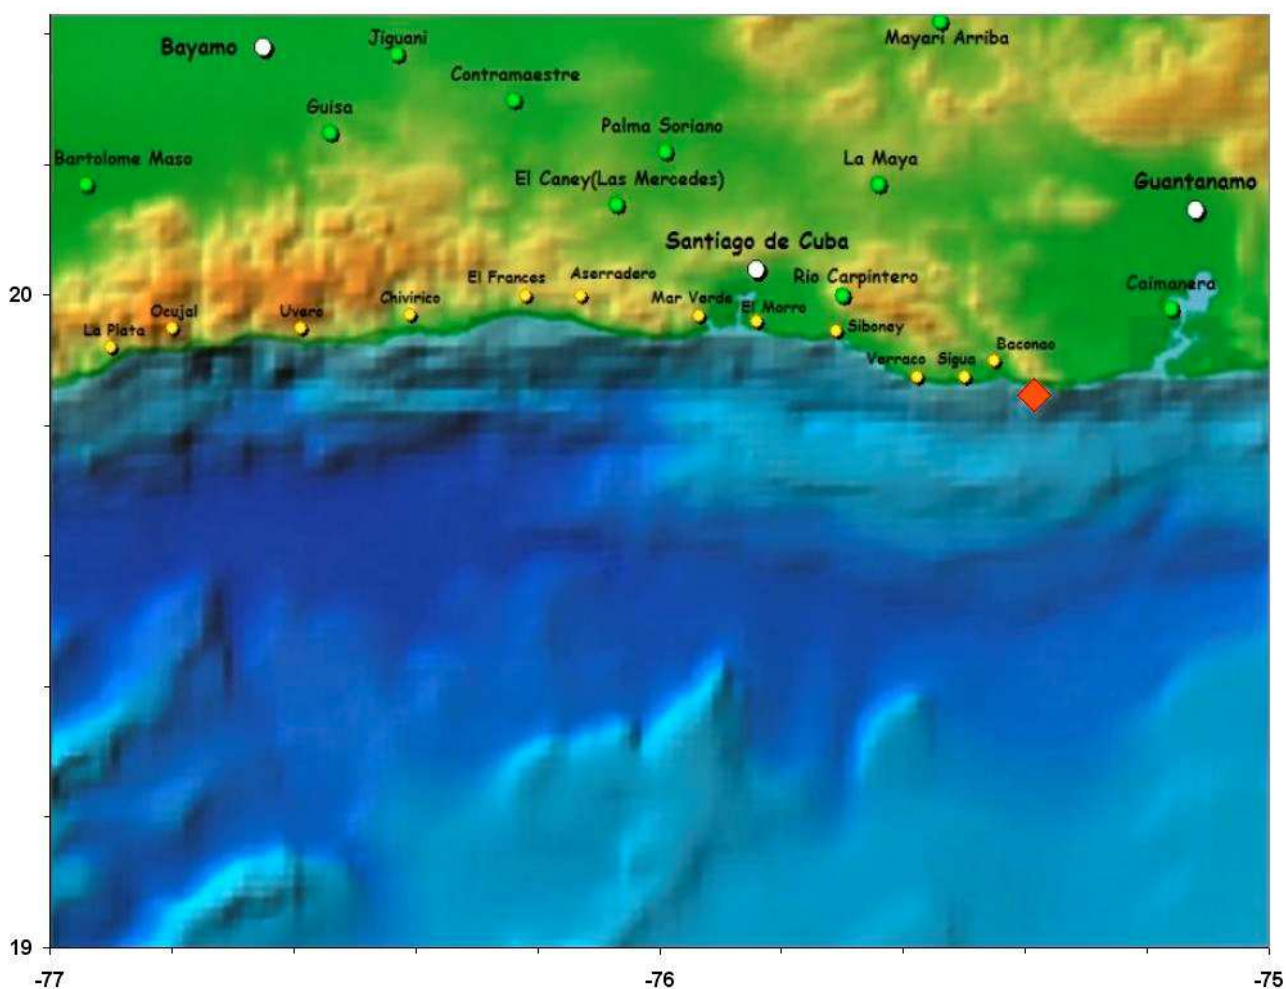 Bayamo
Jiguani
Mayari Arriba
Contramaestre
Guisa
Palma Soriano
Bartolome Maso
La Maya
El Caney(Las Mercedes)
Guantanamo
Santiago de Cuba
El Frances
Aserradero
Rio Carpintero
Caimanera
20
Ocujal
Uvero
Chivirico
Mar Verde
El Morro
La Plata
Siboney
Verraco
Sigua
Baconao
19
-77
-76
-75